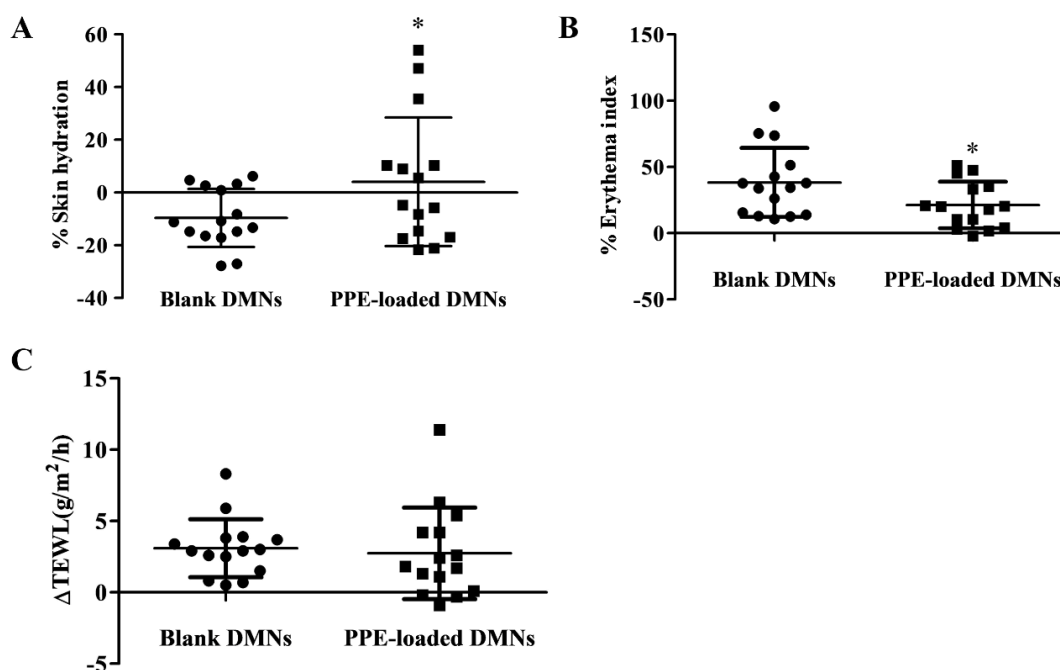 A
% Skin hydration
60
40
20
0
-20
-40
*
Blank DMNs
PPE-loaded DMNs
B
% Erythema index
150
100
50
0
-50
*
Blank DMNs
PPE-loaded DMNs
C
ΔTEWL(g/m²/h)
15
10
5
0
-5
Blank DMNs
PPE-loaded DMNs